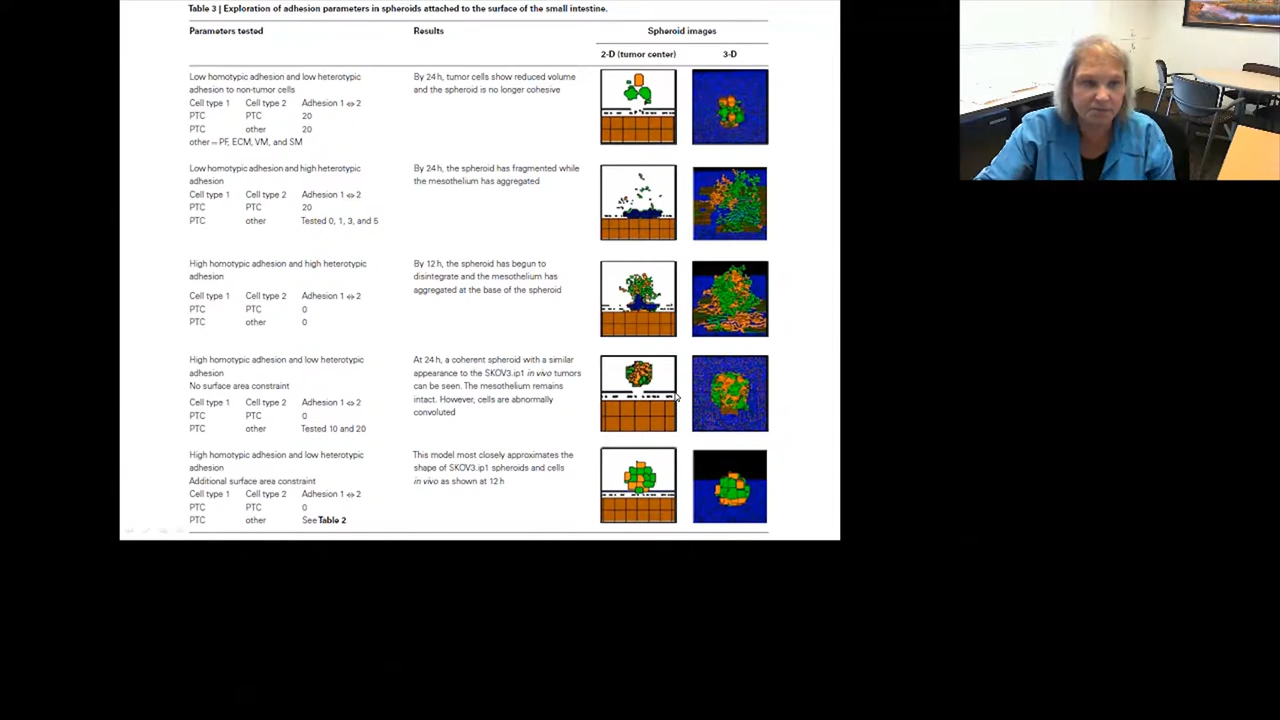 Table 3 | Exploration of adhesion parameters in spheroids attached to the surface of the small intestine.
Parameters tested Results Spheroid images
2-D (tumor center) 3-D
Low homotypic adhesion and low heterotypic
adhesion to non-tumor cells
Cell type 1 Cell type 2 Adhesion 1 ⇔ 2
PTC PTC 20
PTC other 20
other = PF, ECM, VM, and SM
By 24 h, tumor cells show reduced volume
and the spheroid is no longer cohesive
Low homotypic adhesion and high heterotypic
adhesion
Cell type 1 Cell type 2 Adhesion 1 ⇔ 2
PTC PTC 20
PTC other Tested 0, 1, 3, and 5
By 24 h, the spheroid has fragmented while
the mesothelium has aggregated
High homotypic adhesion and high heterotypic
adhesion
Cell type 1 Cell type 2 Adhesion 1 ⇔ 2
PTC PTC 0
PTC other 0
By 12 h, the spheroid has begun to
disintegrate and the mesothelium has
aggregated at the base of the spheroid
High homotypic adhesion and low heterotypic
adhesion
No surface area constraint
Cell type 1 Cell type 2 Adhesion 1 ⇔ 2
PTC PTC 0
PTC other Tested 10 and 20
At 24 h, a coherent spheroid with a similar
appearance to the SKOV3.ip1 in vivo tumors
can be seen. The mesothelium remains
intact. However, cells are abnormally
convoluted
High homotypic adhesion and low heterotypic
adhesion
Additional surface area constraint
Cell type 1 Cell type 2 Adhesion 1 ⇔ 2
PTC PTC 0
PTC other See Table 2
This model most closely approximates the
shape of SKOV3.ip1 spheroids and cells
in vivo as shown at 12 h